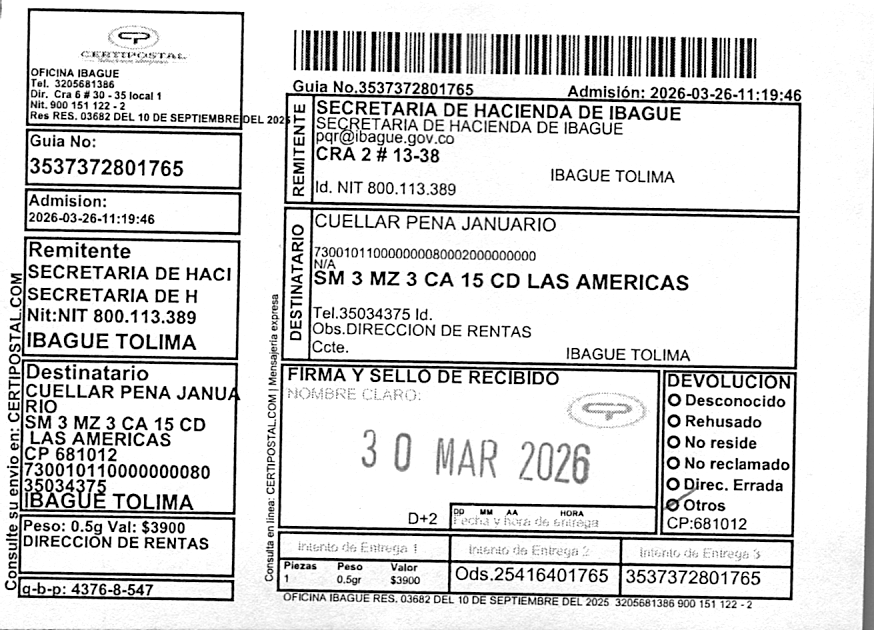 CERTIPOSTAL
OFICINA IBAGUE
Tel. 3205681386
Dir. Cra 6 # 30 - 35 local 1
Nit. 900 151 122 - 2
Res RES. 03682 DEL 10 DE SEPTIEMBRE DEL 2025
Guia No:
3537372801765
Admision:
2026-03-26-11:19:46
Remitente
SECRETARIA DE HACI
SECRETARIA DE H
Nit:NIT 800.113.389
IBAGUE TOLIMA
Destinatario
CUELLAR PENA JANUA
RIO
SM 3 MZ 3 CA 15 CD
LAS AMERICAS
CP 681012
730010110000000080
35034375
IBAGUE TOLIMA
Peso: 0.5g Val: $3900
DIRECCION DE RENTAS
q-b-p: 4376-8-547
Consulte su envio en: CERTIPOSTAL.COM
Guia No.3537372801765
Admisión: 2026-03-26-11:19:46
REMITENTE
SECRETARIA DE HACIENDA DE IBAGUE
SECRETARIA DE HACIENDA DE IBAGUE
pqr@ibague.gov.co
CRA 2 # 13-38
IBAGUE TOLIMA
Id. NIT 800.113.389
DESTINATARIO
CUELLAR PENA JANUARIO
730010110000000080002000000000
N/A
SM 3 MZ 3 CA 15 CD LAS AMERICAS
Tel.35034375 Id.
Obs.DIRECCION DE RENTAS
Ccte.
IBAGUE TOLIMA
Consulta en linea: CERTIPOSTAL.COM | Mensajería expresa
FIRMA Y SELLO DE RECIBIDO
NOMBRE CLARO:
30 MAR 2026
D+2
DD MM AA HORA
Fecha y hora de entrega
DEVOLUCION
Desconocido
Rehusado
No reside
No reclamado
Direc. Errada
Otros
CP:681012
Intento de Entrega 1
Intento de Entrega 2
Intento de Entrega 3
Piezas Peso Valor
1 0.5gr $3900
Ods.25416401765
3537372801765
OFICINA IBAGUE RES. 03682 DEL 10 DE SEPTIEMBRE DEL 2025 3205681386 900 151 122 - 2